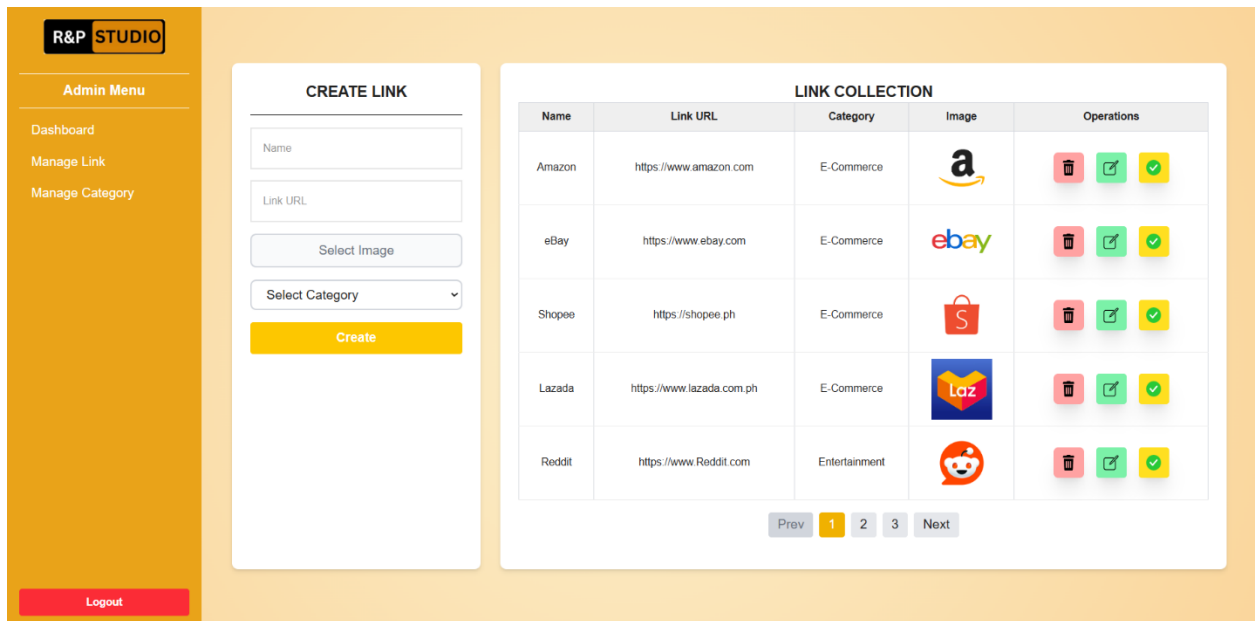 R&P STUDIO
Admin Menu
Dashboard
Manage Link
Manage Category
Logout
CREATE LINK
Name
Link URL
Select Image
Select Category
Create
LINK COLLECTION
Name Link URL Category Image Operations
Amazon https://www.amazon.com E-Commerce a
eBay https://www.ebay.com E-Commerce ebay
Shopee https://shopee.ph E-Commerce S
Lazada https://www.lazada.com.ph E-Commerce Laz
Reddit https://www.Reddit.com Entertainment
Prev 1 2 3 Next